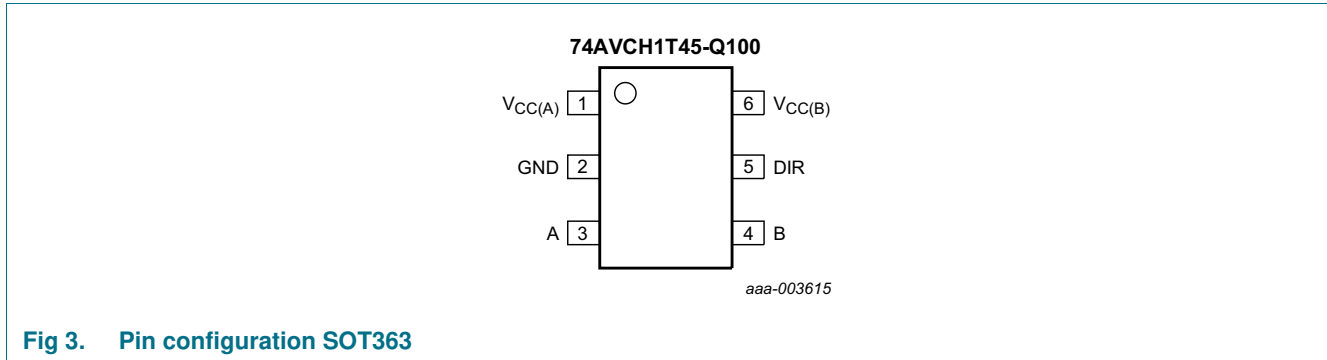 74AVCH1T45-Q100
VCC(A) 1 6 VCC(B)
GND 2 5 DIR
A 3 4 B
aaa-003615
Fig 3. Pin configuration SOT363